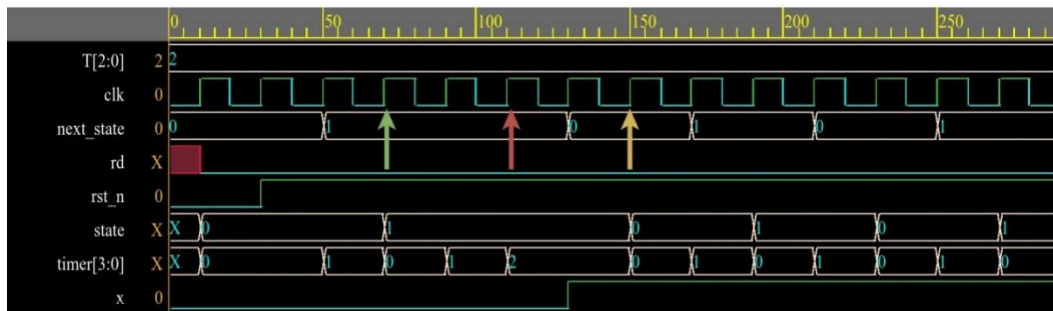 0 50 100 150 200 250
T[2:0] 2 2
clk 0
next_state 0 0 1 0 1 0 1
rd X
rst_n 0
state X X 0 1 0 1 0 1
timer[3:0] X X 0 1 0 1 2 0 1 0 1 0 1 0
x 0